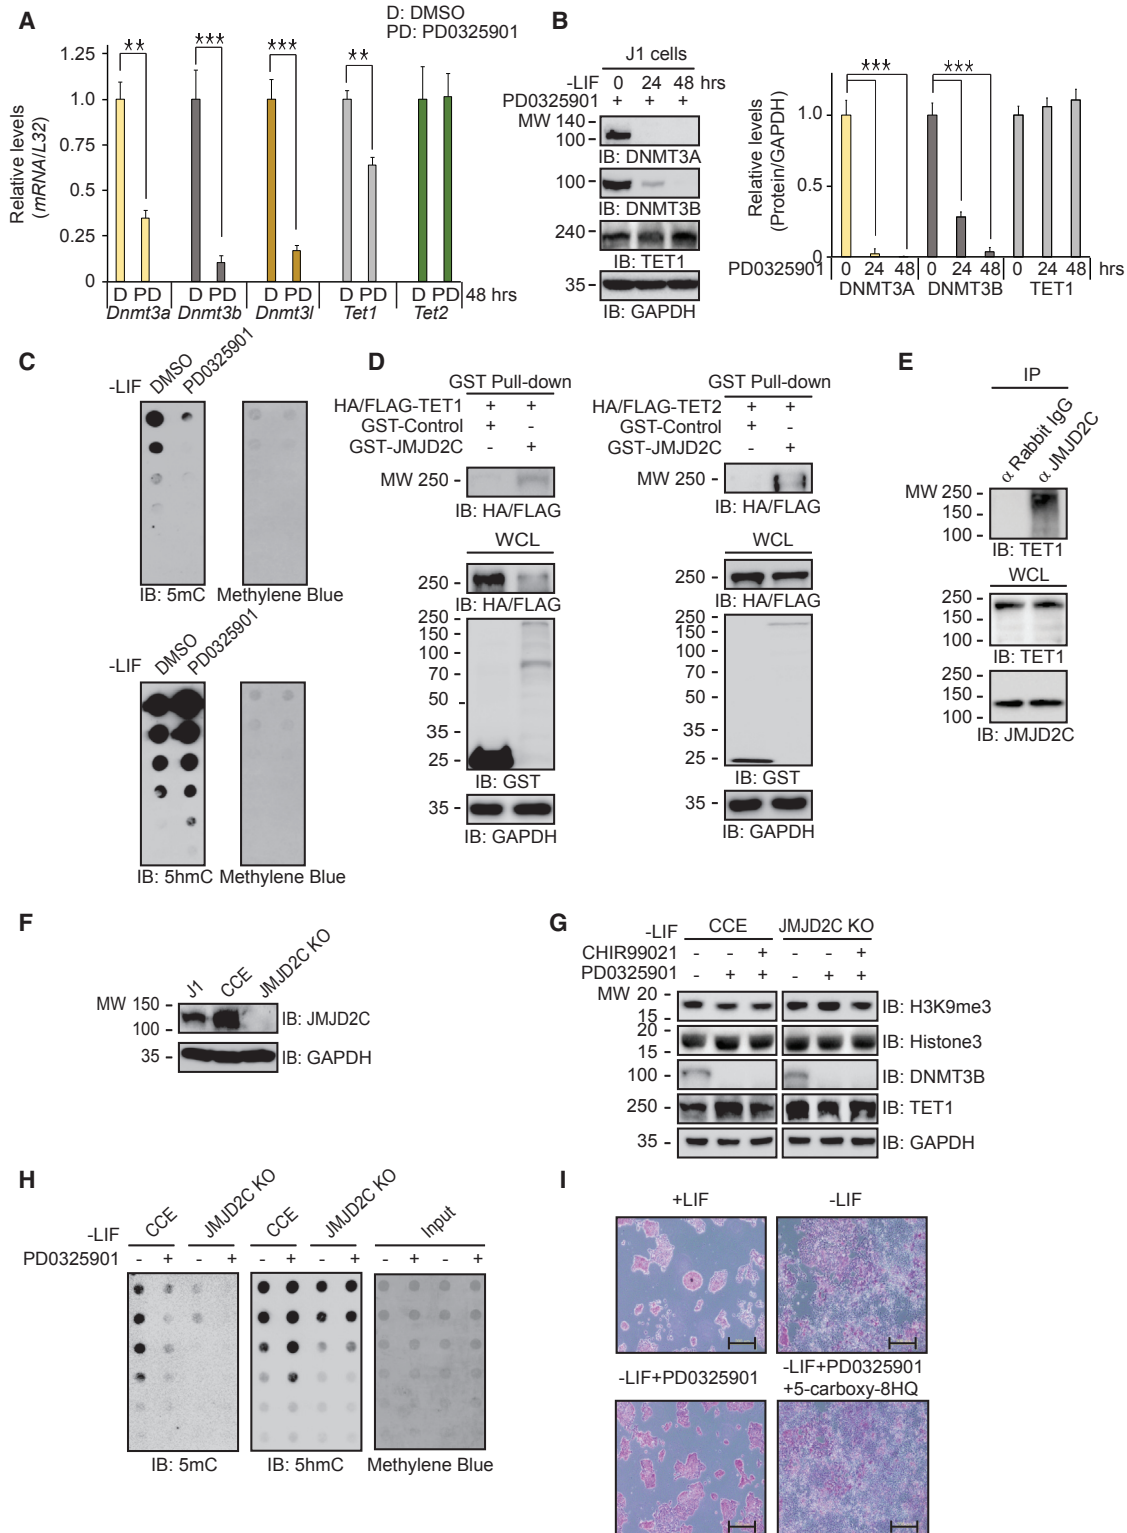 A
D: DMSO
PD: PD0325901
Relative levels
(mRNA/L32)
1.25
1.0
0.75
0.5
0.25
0
** *** *** **
D PD D PD D PD D PD D PD 48 hrs
Dnmt3a Dnmt3b Dnmt3l Tet1 Tet2
B
J1 cells
-LIF 0 24 48 hrs
PD0325901 + + +
MW 140 -
100 -
IB: DNMT3A
100 -
IB: DNMT3B
240 -
IB: TET1
35 -
IB: GAPDH
Relative levels
(Protein/GAPDH)
1.0
0.5
0
*** ***
PD0325901 0 24 48 0 24 48 0 24 48 hrs
DNMT3A DNMT3B TET1
C
-LIF DMSO PD0325901
IB: 5mC Methylene Blue
-LIF DMSO PD0325901
IB: 5hmC Methylene Blue
D
GST Pull-down
HA/FLAG-TET1 + +
GST-Control + -
GST-JMJD2C - +
MW 250 -
IB: HA/FLAG
WCL
250 -
IB: HA/FLAG
250 -
150 -
100 -
70 -
50 -
35 -
25 -
IB: GST
35 -
IB: GAPDH
GST Pull-down
HA/FLAG-TET2 + +
GST-Control + -
GST-JMJD2C - +
MW 250 -
IB: HA/FLAG
WCL
250 -
IB: HA/FLAG
250 -
150 -
100 -
70 -
50 -
35 -
25 -
IB: GST
35 -
IB: GAPDH
E
IP
α Rabbit IgG α JMJD2C
MW 250 -
150 -
100 -
IB: TET1
WCL
250 -
150 -
100 -
IB: TET1
250 -
150 -
100 -
IB: JMJD2C
F
J1 CCE JMJD2C KO
MW 150 -
100 -
IB: JMJD2C
35 -
IB: GAPDH
G
-LIF CCE JMJD2C KO
CHIR99021 - - + - - +
PD0325901 - + + - + +
MW 20 -
15 -
IB: H3K9me3
20 -
15 -
IB: Histone3
100 -
IB: DNMT3B
250 -
IB: TET1
35 -
IB: GAPDH
H
-LIF CCE JMJD2C KO CCE JMJD2C KO Input
PD0325901 - + - + - + - + - + - +
IB: 5mC IB: 5hmC Methylene Blue
I
+LIF -LIF
-LIF+PD0325901
-LIF+PD0325901
+5-carboxy-8HQ